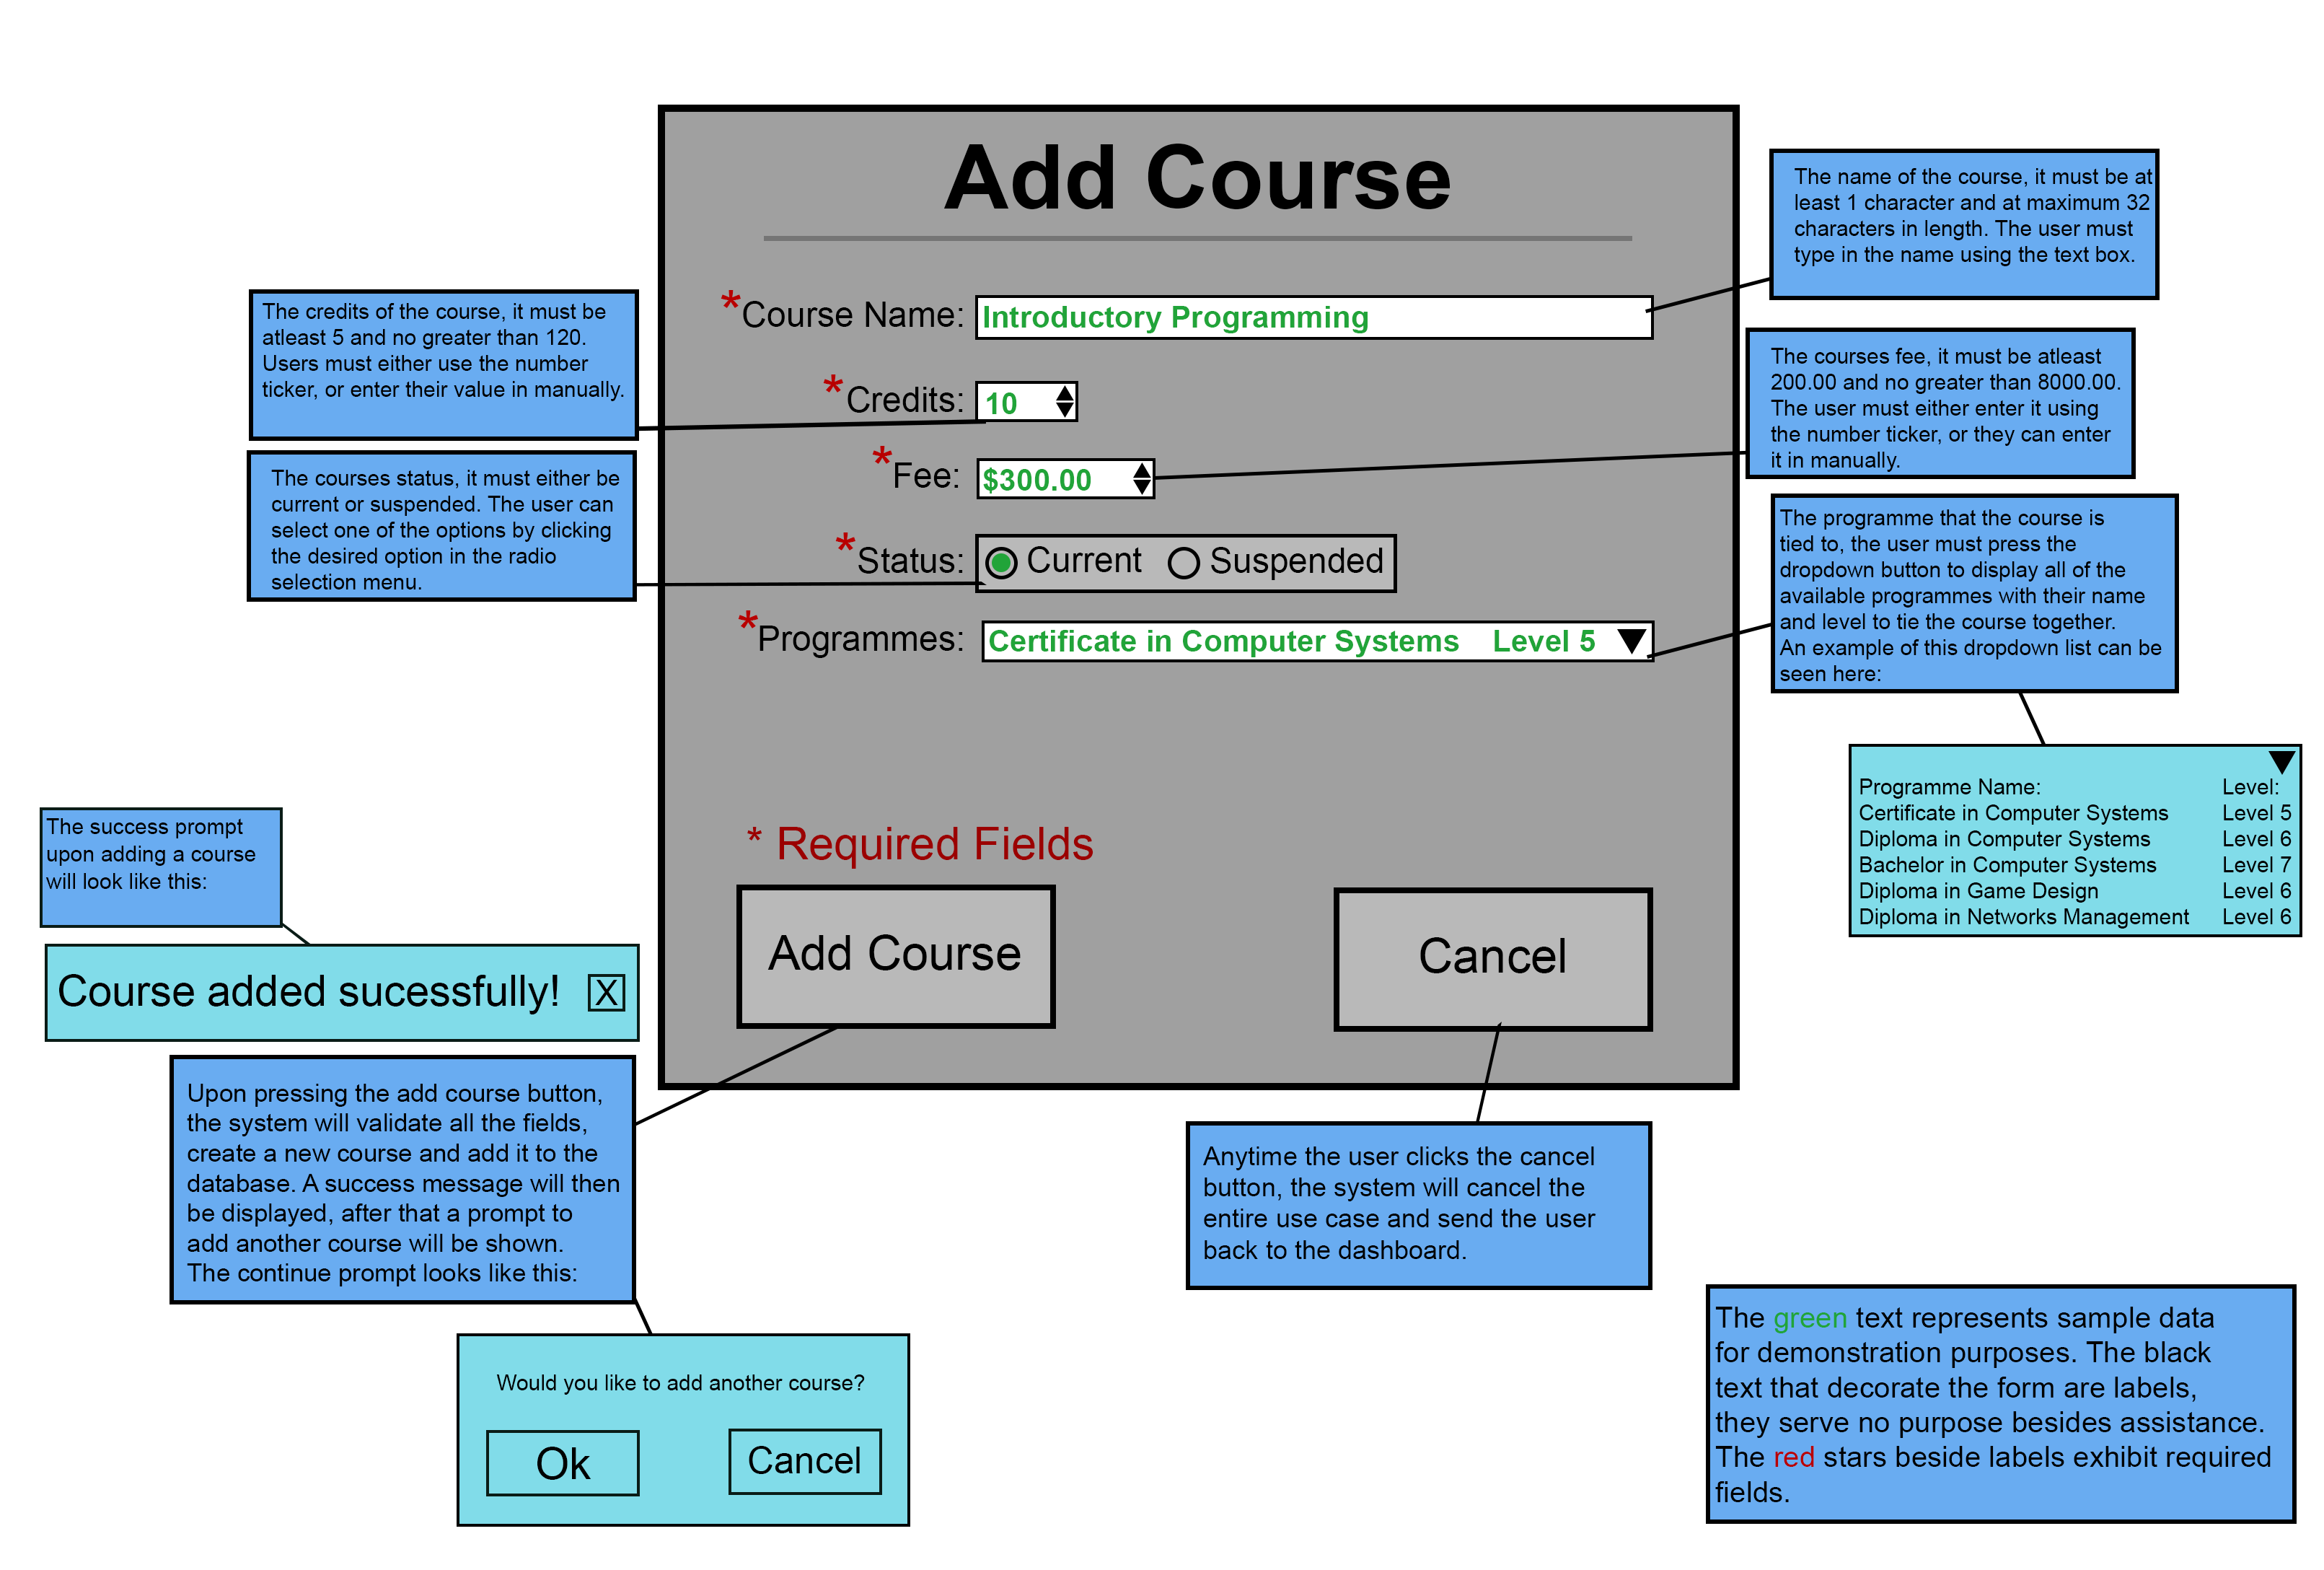 Add Course
*Course Name: Introductory Programming
*Credits: 10
*Fee: $300.00
*Status: Current Suspended
*Programmes: Certificate in Computer Systems Level 5
* Required Fields
Add Course
Cancel
The name of the course, it must be at
least 1 character and at maximum 32
characters in length. The user must
type in the name using the text box.
The credits of the course, it must be
atleast 5 and no greater than 120.
Users must either use the number
ticker, or enter their value in manually.
The courses fee, it must be atleast
200.00 and no greater than 8000.00.
The user must either enter it using
the number ticker, or they can enter
it in manually.
The courses status, it must either be
current or suspended. The user can
select one of the options by clicking
the desired option in the radio
selection menu.
The programme that the course is
tied to, the user must press the
dropdown button to display all of the
available programmes with their name
and level to tie the course together.
An example of this dropdown list can be
seen here:
Programme Name: Level:
Certificate in Computer Systems Level 5
Diploma in Computer Systems Level 6
Bachelor in Computer Systems Level 7
Diploma in Game Design Level 6
Diploma in Networks Management Level 6
The success prompt
upon adding a course
will look like this:
Course added sucessfully! X
Upon pressing the add course button,
the system will validate all the fields,
create a new course and add it to the
database. A success message will then
be displayed, after that a prompt to
add another course will be shown.
The continue prompt looks like this:
Would you like to add another course?
Ok
Cancel
Anytime the user clicks the cancel
button, the system will cancel the
entire use case and send the user
back to the dashboard.
The green text represents sample data
for demonstration purposes. The black
text that decorate the form are labels,
they serve no purpose besides assistance.
The red stars beside labels exhibit required
fields.